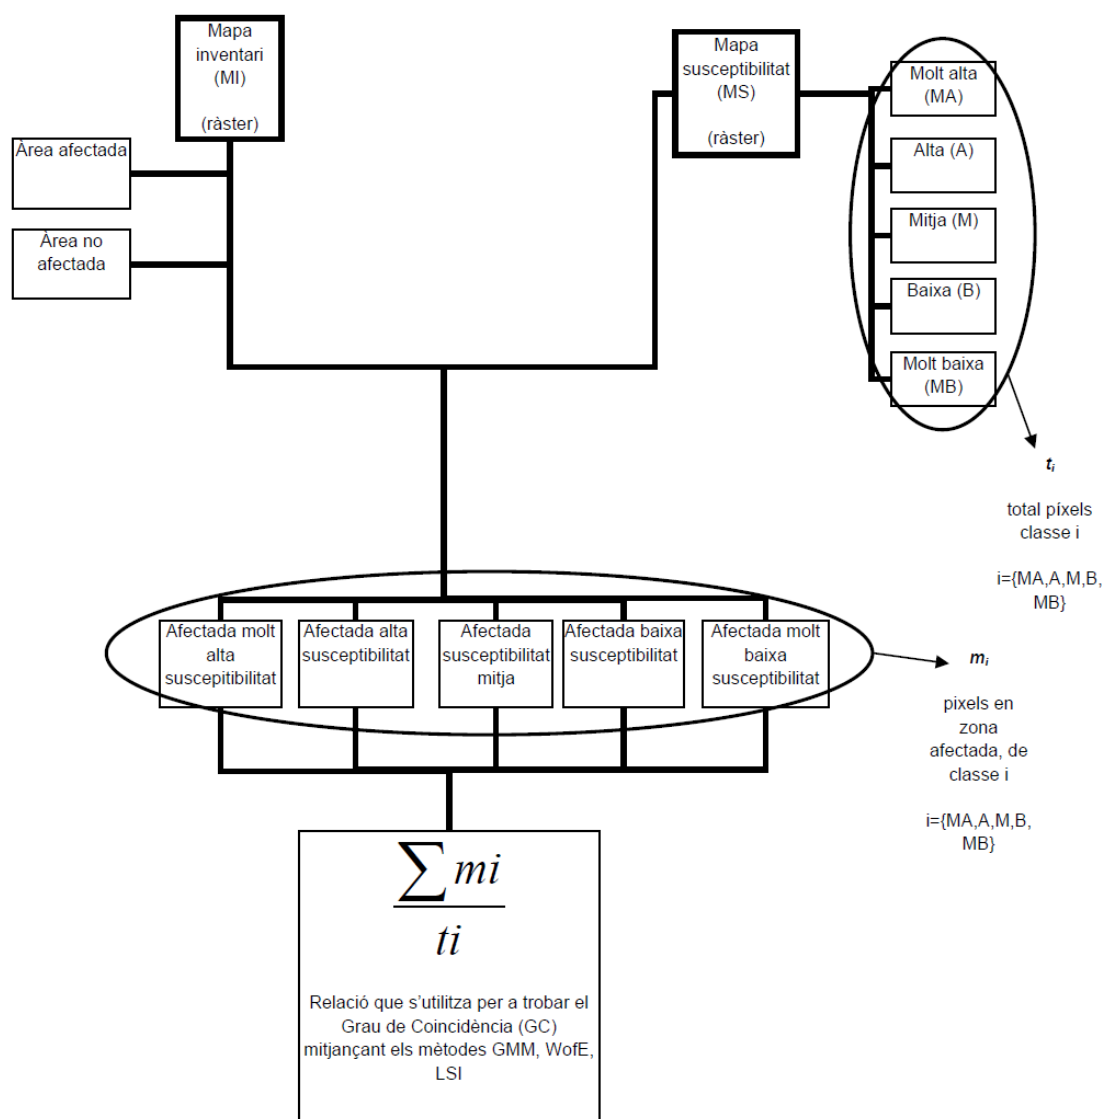 Mapa
inventari
(MI)
(ràster)
Mapa
susceptibilitat
(MS)
(ràster)
Àrea afectada
Àrea no
afectada
Molt alta
(MA)
Alta (A)
Mitja (M)
Baixa (B)
Molt baixa
(MB)
ti
total píxels
classe i
i={MA,A,M,B,
MB}
Afectada molt
alta
suscepitibilitat
Afectada alta
susceptibilitat
Afectada
susceptibilitat
mitja
Afectada baixa
susceptibilitat
Afectada molt
baixa
susceptibilitat
mi
pixels en
zona
afectada, de
classe i
i={MA,A,M,B,
MB}
∑ mi
ti
Relació que s'utilitza per a trobar el
Grau de Coincidència (GC)
mitjançant els mètodes GMM, WofE,
LSI